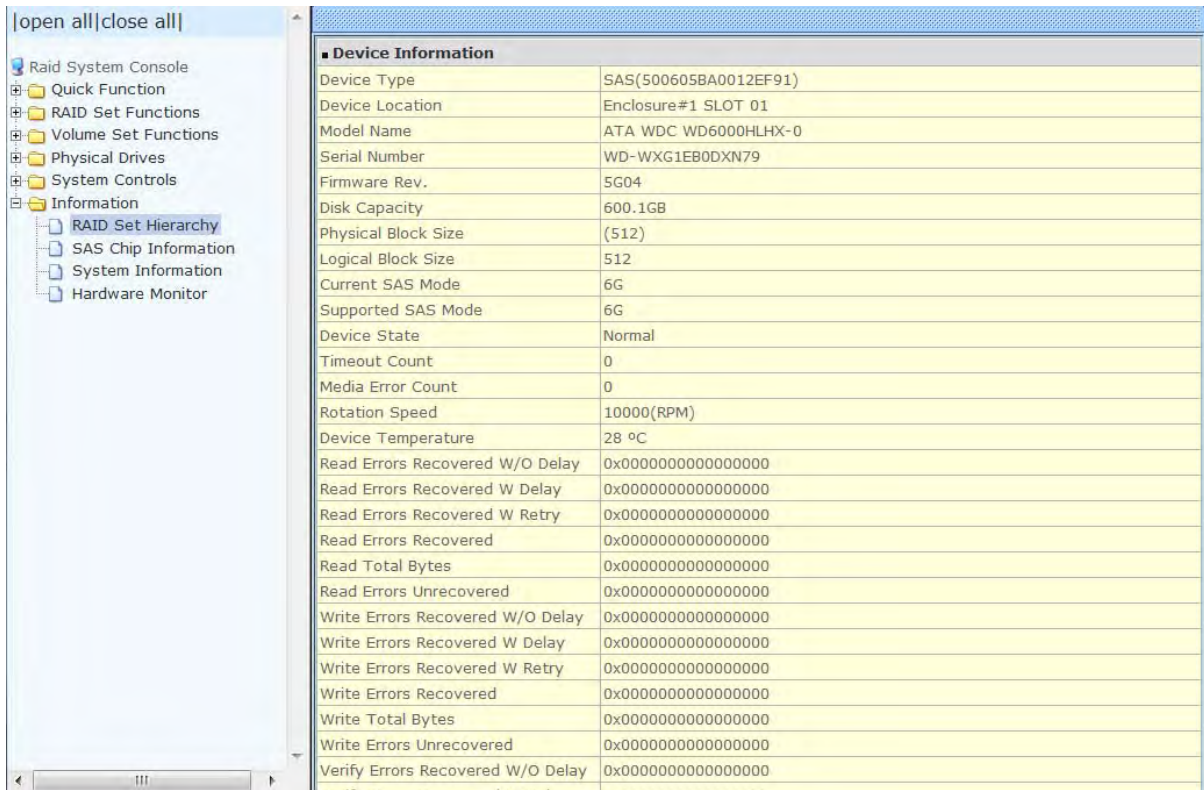 |open all|close all|
Raid System Console
Quick Function
RAID Set Functions
Volume Set Functions
Physical Drives
System Controls
Information
RAID Set Hierarchy
SAS Chip Information
System Information
Hardware Monitor
Device Information
Device Type SAS(500605BA0012EF91)
Device Location Enclosure#1 SLOT 01
Model Name ATA WDC WD6000HLHX-0
Serial Number WD-WXG1EB0DXN79
Firmware Rev. 5G04
Disk Capacity 600.1GB
Physical Block Size (512)
Logical Block Size 512
Current SAS Mode 6G
Supported SAS Mode 6G
Device State Normal
Timeout Count 0
Media Error Count 0
Rotation Speed 10000(RPM)
Device Temperature 28 ºC
Read Errors Recovered W/O Delay 0x0000000000000000
Read Errors Recovered W Delay 0x0000000000000000
Read Errors Recovered W Retry 0x0000000000000000
Read Errors Recovered 0x0000000000000000
Read Total Bytes 0x0000000000000000
Read Errors Unrecovered 0x0000000000000000
Write Errors Recovered W/O Delay 0x0000000000000000
Write Errors Recovered W Delay 0x0000000000000000
Write Errors Recovered W Retry 0x0000000000000000
Write Errors Recovered 0x0000000000000000
Write Total Bytes 0x0000000000000000
Write Errors Unrecovered 0x0000000000000000
Verify Errors Recovered W/O Delay 0x0000000000000000